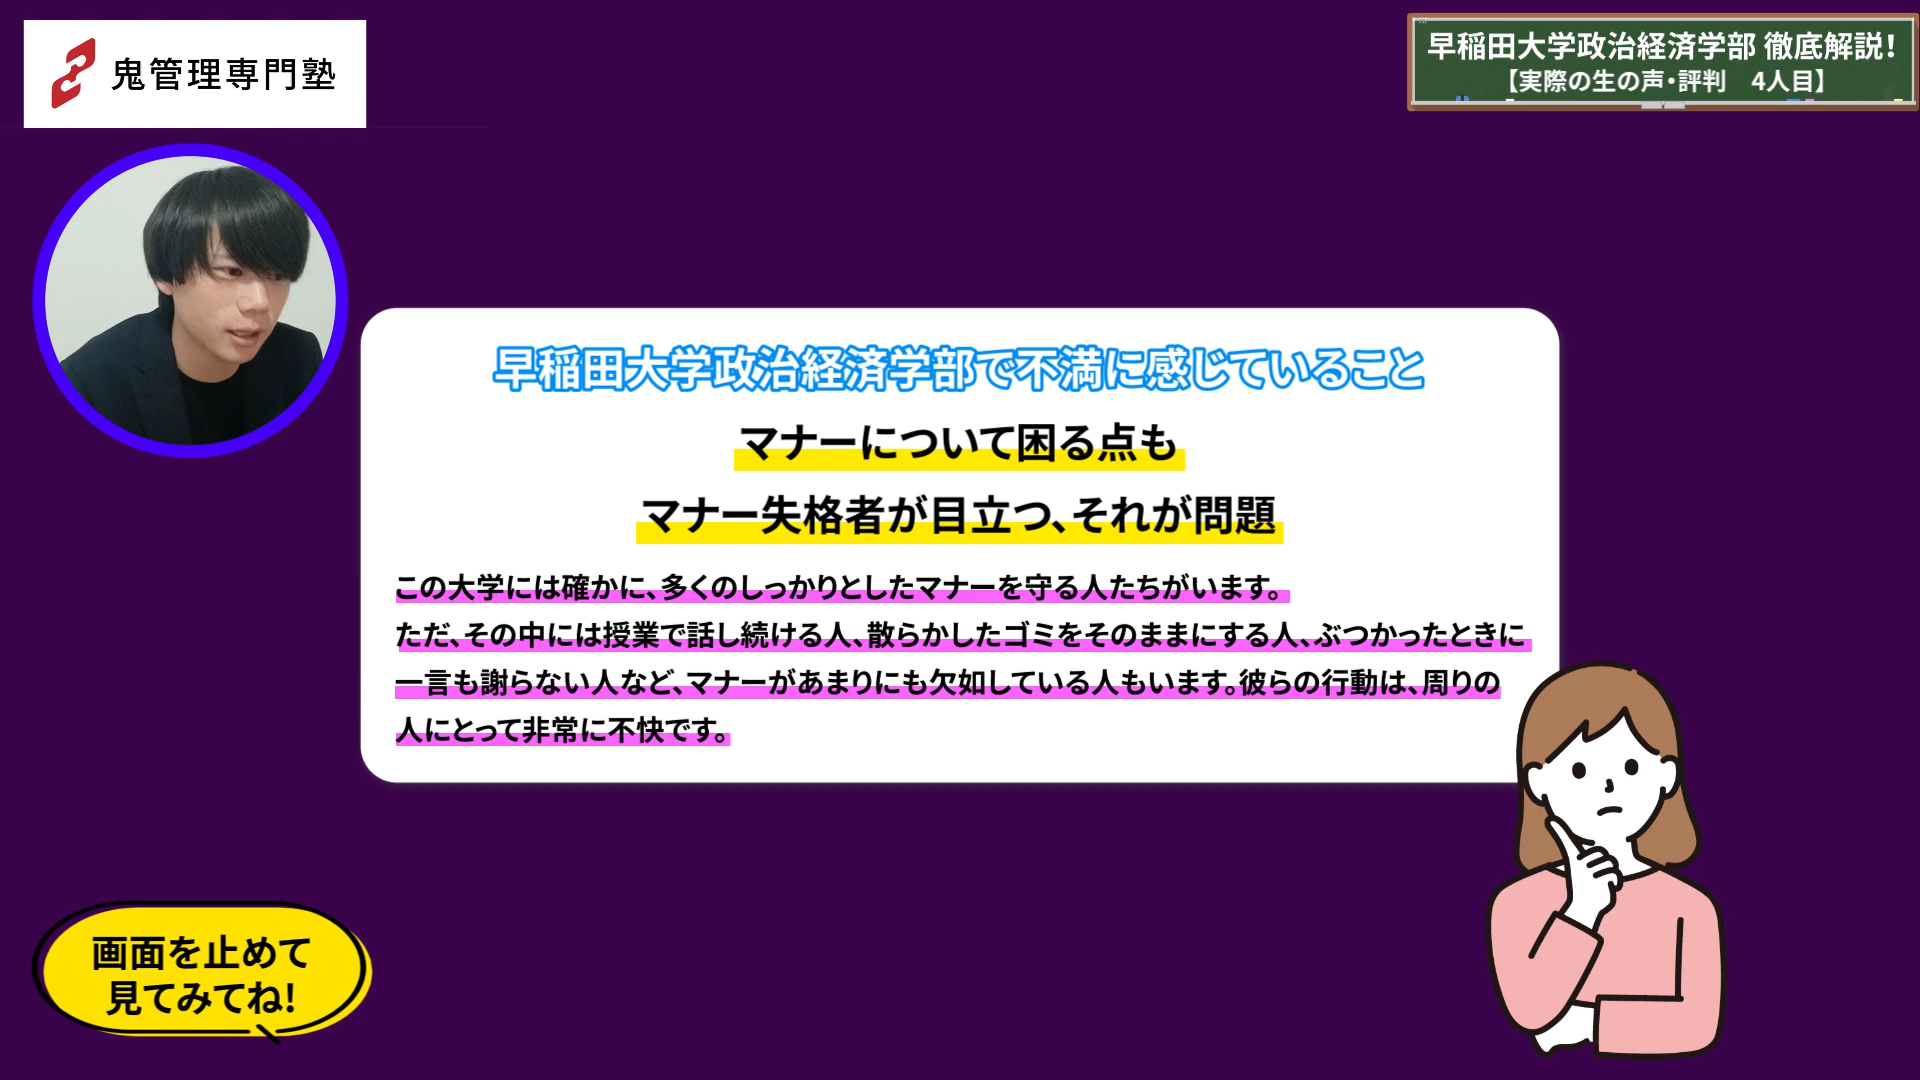 鬼管理専門塾
早稲田大学政治経済学部 徹底解説!
【実際の生の声・評判　4人目】
早稲田大学政治経済学部で不満に感じていること
マナーについて困る点も
マナー失格者が目立つ、それが問題
この大学には確かに、多くのしっかりとしたマナーを守る人たちがいます。
ただ、その中には授業で話し続ける人、散らかしたゴミをそのままにする人、ぶつかったときに
一言も謝らない人など、マナーがあまりにも欠如している人もいます。彼らの行動は、周りの
人にとって非常に不快です。
画面を止めて
見てみてね!